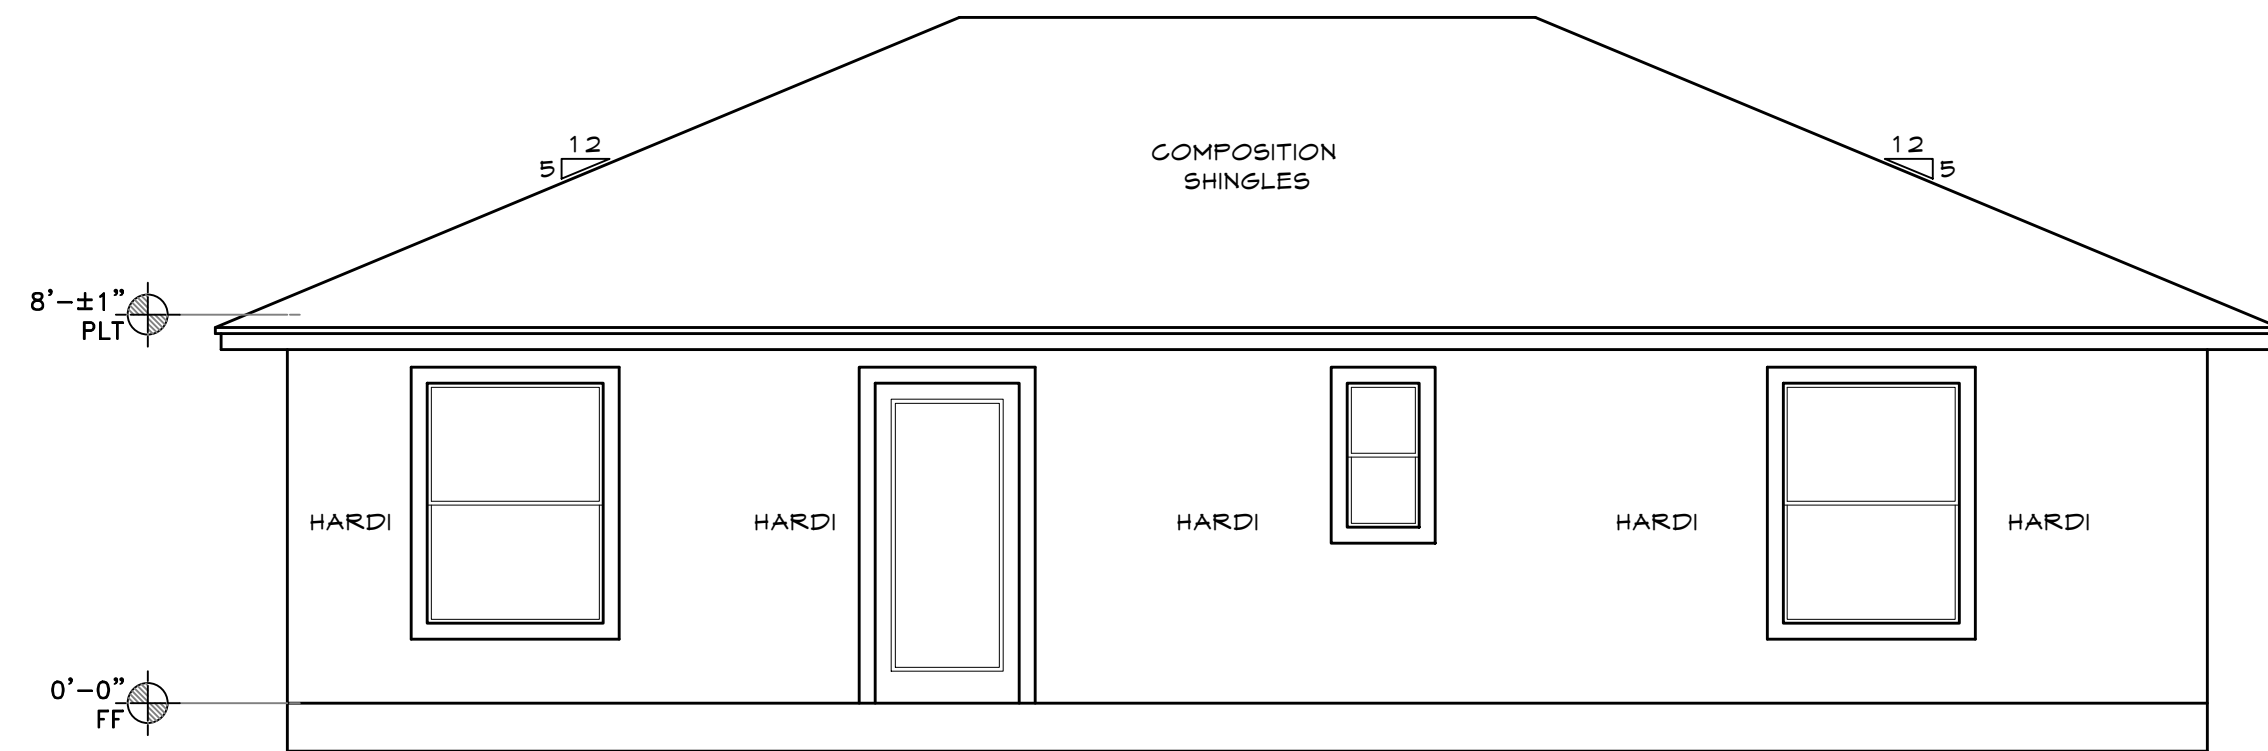 12
5
12
5
COMPOSITION
SHINGLES
8'-±1"
PLT
HARDI
HARDI
HARDI
HARDI
HARDI
0'-0"
FF